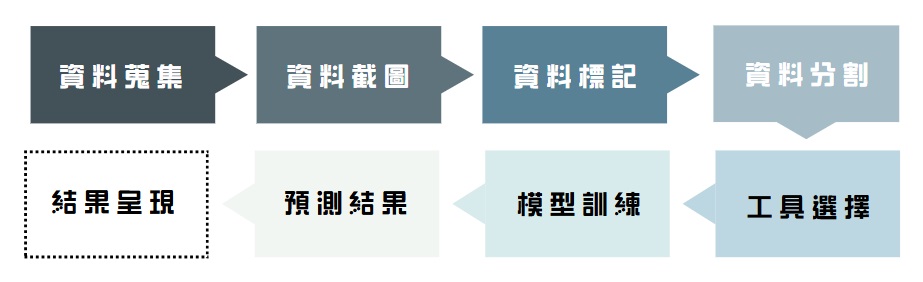 資料蒐集
資料截圖
資料標記
資料分割
工具選擇
模型訓練
預測結果
結果呈現